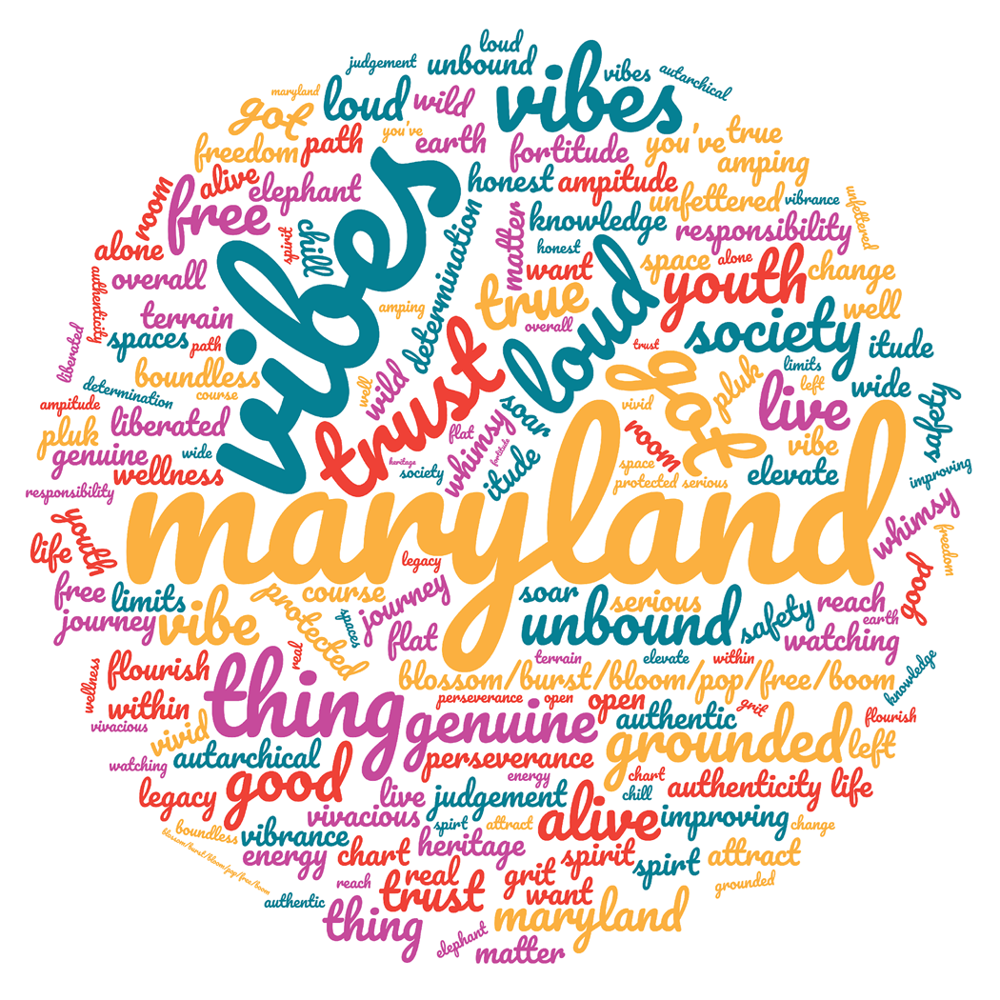 loud
judgement
unbound
vibes
autarchical
maryland
got
loud
wild
vibes
you've
true
freedom
path
you've
earth
fortitude
amping
room
alive
elephant
vibes
honest
ampitude
unfettered
vibrance
unfettered
free
spirit
chill
determination
matter
knowledge
responsibility
alone
honest
want
space
alone
youth
change
authenticity
overall
amping
true
loud
well
terrain
overall
society
liberated
spaces
path
trust
trust
itude
boundless
well
wild
got
pluk
limits
left
wide
determination
course
soar
vivid
live
safety
ampitude
liberated
flat
whimsy
room
vibe
pluk
genuine
wide
fortitude
heritage
society
itude
space
elevate
improving
wellness
protected serious
responsibility
maryland
whimsy
youth
life
legacy
freedom
good
free
limits
vibe
protected
course
journey
soar
serious
reach
journey
spaces
flat
unbound
safety
earth
watching
real
terrain
elevate
within
wellness
flourish
thing
blossom/burst/bloom/pop/free/boom
knowledge
within
perseverance
open
open
grit
flourish
vivacious
vivid
genuine
authentic
grounded
left
watching
autarchical
perseverance
legacy
good
live
judgement
energy
chart
chill
authenticity
life
vivacious
spirt
attract
alive
improving
change
boundless
blossom/burst/bloom/pop/free/boom
vibrance
energy
chart
heritage
spirit
spirt
attract
reach
real
grit
grounded
authentic
trust
want
thing
maryland
elephant
matter